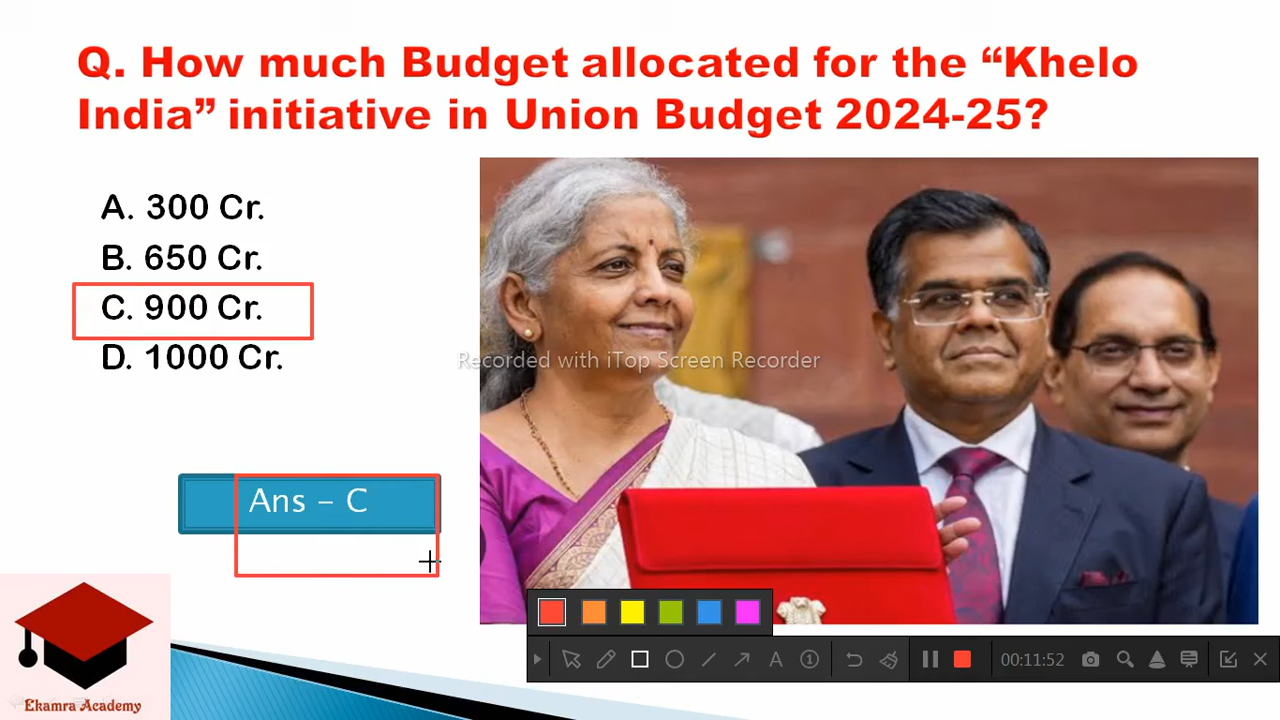 Q. How much Budget allocated for the “Khelo
India” initiative in Union Budget 2024-25?
A. 300 Cr.
B. 650 Cr.
C. 900 Cr.
D. 1000 Cr.
Recorded with iTop Screen Recorder
Ans – C
A 1
00:11:52
Ekamra Academy